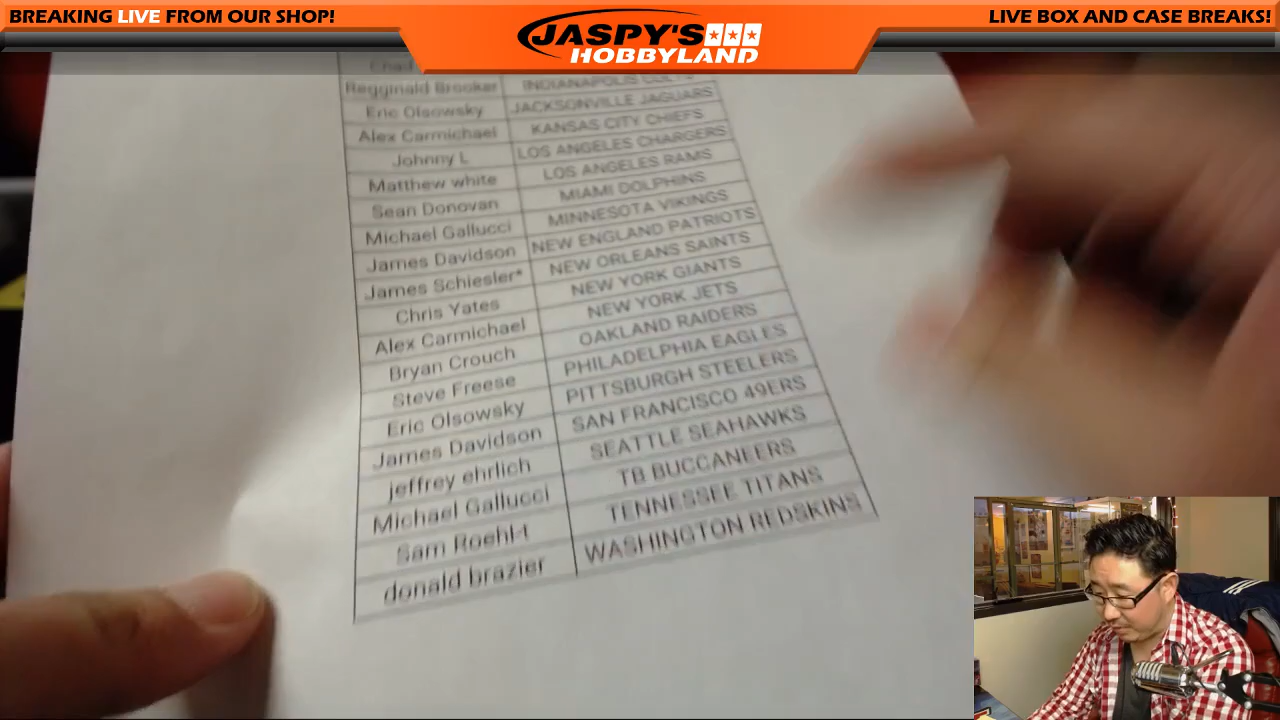 BREAKING LIVE FROM OUR SHOP!
JASPY'S
HOBBYLAND
LIVE BOX AND CASE BREAKS!
Regginald Brooker INDIANAPOLIS COLTS
Eric Olsowsky JACKSONVILLE JAGUARS
Alex Carmichael KANSAS CITY CHIEFS
Johnny L LOS ANGELES CHARGERS
Matthew white LOS ANGELES RAMS
Sean Donovan MIAMI DOLPHINS
Michael Gallucci MINNESOTA VIKINGS
James Davidson NEW ENGLAND PATRIOTS
James Schiesler* NEW ORLEANS SAINTS
Chris Yates NEW YORK GIANTS
Alex Carmichael NEW YORK JETS
Bryan Crouch OAKLAND RAIDERS
Steve Freese PHILADELPHIA EAGLES
Eric Olsowsky PITTSBURGH STEELERS
James Davidson SAN FRANCISCO 49ERS
jeffrey ehrlich SEATTLE SEAHAWKS
Michael Gallucci TB BUCCANEERS
Sam TENNESSEE TITANS
donald brazier WASHINGTON REDSKINS